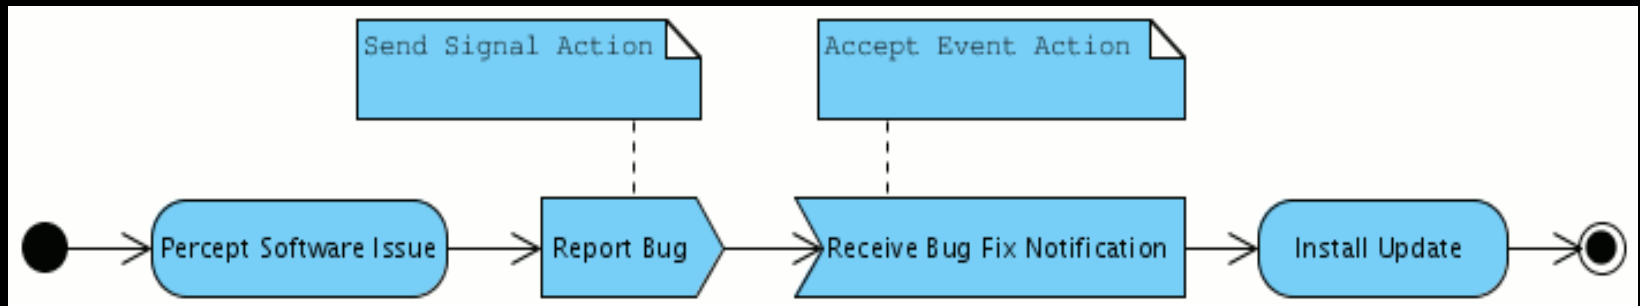 Send Signal Action
Accept Event Action
Percept Software Issue
Report Bug
Receive Bug Fix Notification
Install Update